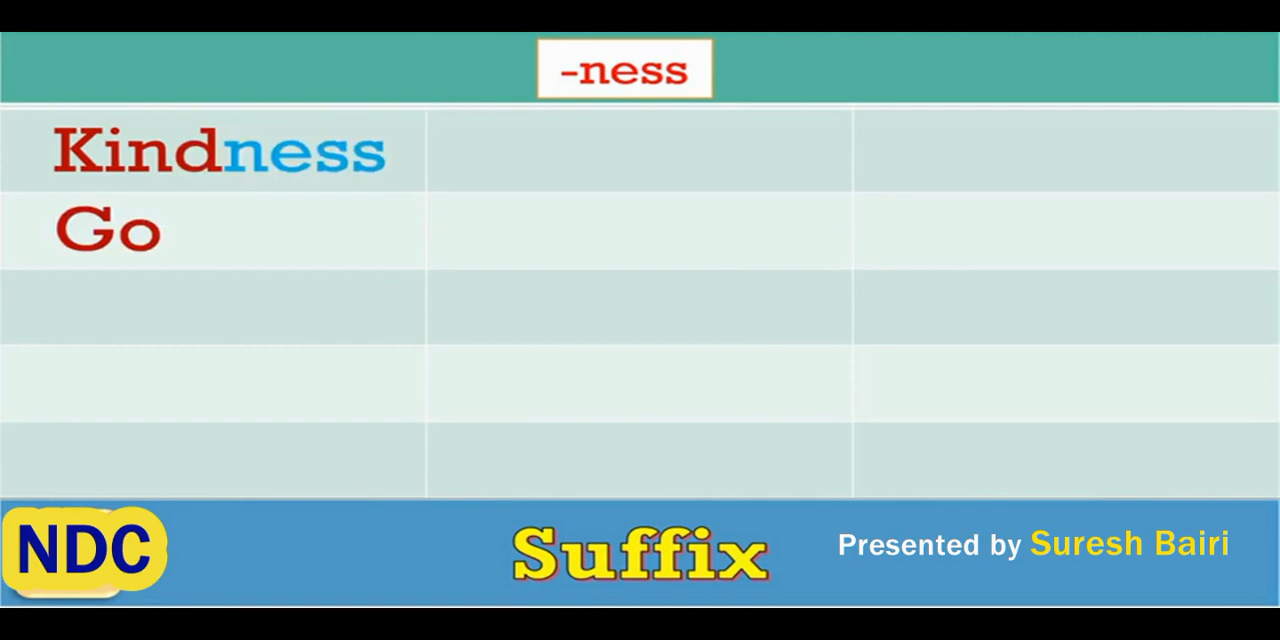 -ness
Kindness
Go
NDC
Suffix
Presented by Suresh Bairi